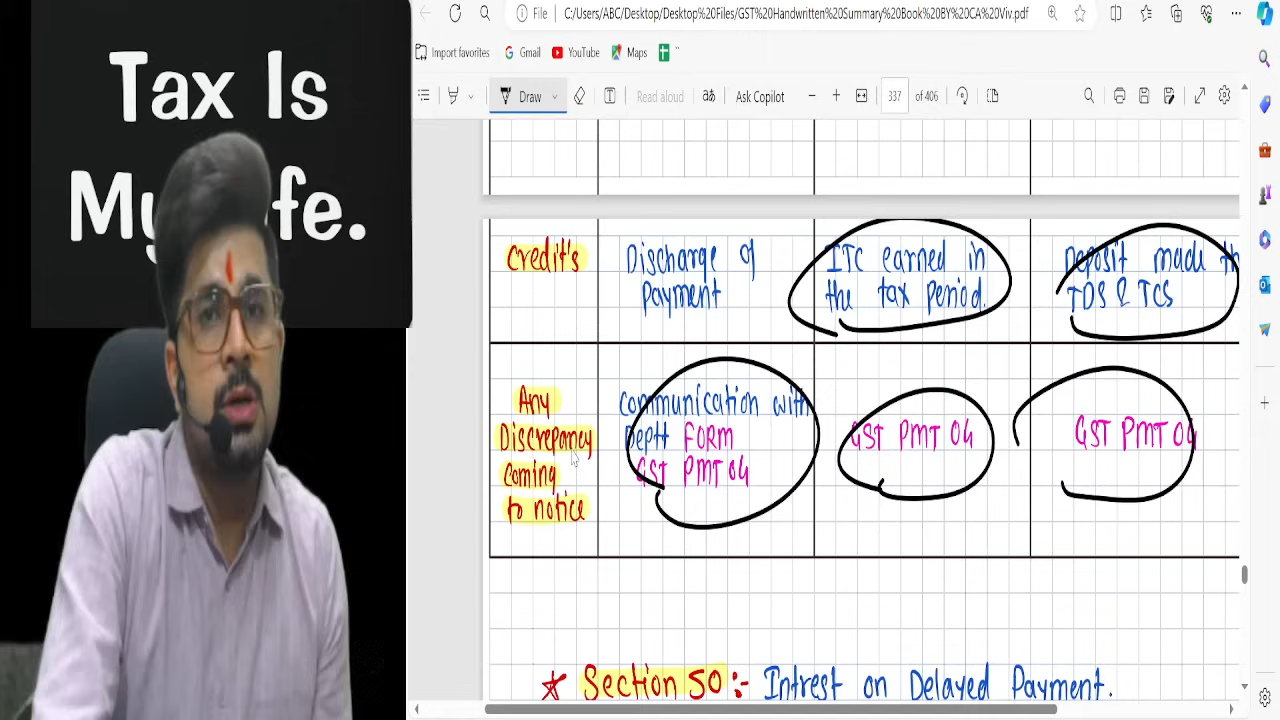 Tax Is
My fe.
File
C:/Users/ABC/Desktop/Desktop%20Files/GST%20Handwritten%20Summary%20Book%20BY%20CA%20Viv.pdf
Import favorites
Gmail
YouTube
Maps
Draw
Read aloud
Ask Copilot
337 of 406
Credit's
Discharge of
payment
ITC earned in
the tax period.
Deposit made th
TDS & TCS
Any
Discrepancy
Coming
to notice
Communication with
Deptt FORM
GST PMT 04
GST PMT 04
GST PMT 04
★ Section 50 :- Intrest on Delayed Payment.